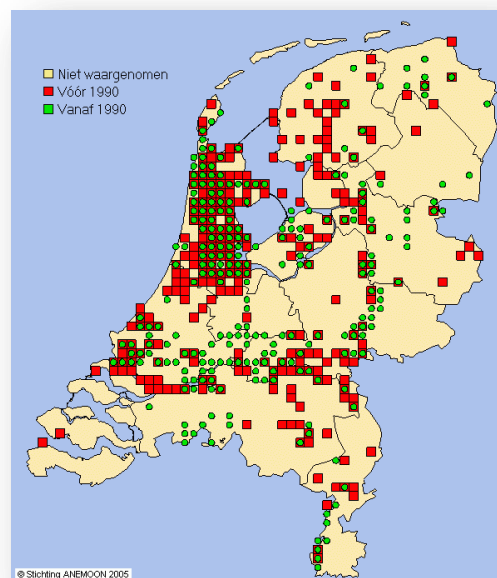 Niet waargenomen
Vóór 1990
Vanaf 1990
© Stichting ANEMOON 2005